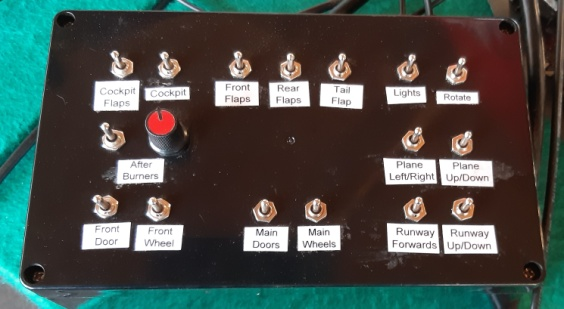 Cockpit
Flaps
Cockpit
Front
Flaps
Rear
Flaps
Tail
Flap
Lights
Rotate
After
Burners
Plane
Left/Right
Plane
Up/Down
Front
Door
Front
Wheel
Main
Doors
Main
Wheels
Runway
Forwards
Runway
Up/Down